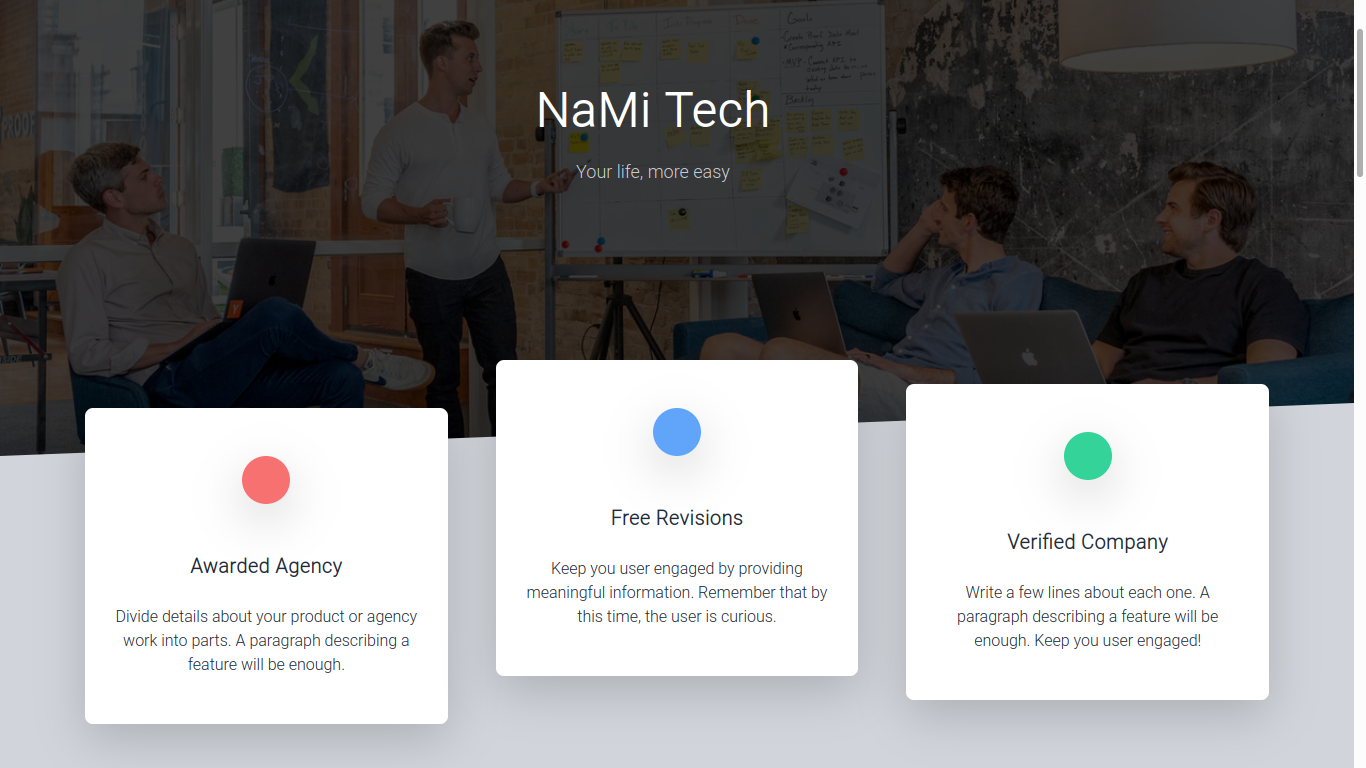 NaMi Tech
Your life, more easy
Goals
Done
PROOF
Awarded Agency
Divide details about your product or agency
work into parts. A paragraph describing a
feature will be enough.
Free Revisions
Keep you user engaged by providing
meaningful information. Remember that by
this time, the user is curious.
Verified Company
Write a few lines about each one. A
paragraph describing a feature will be
enough. Keep you user engaged!